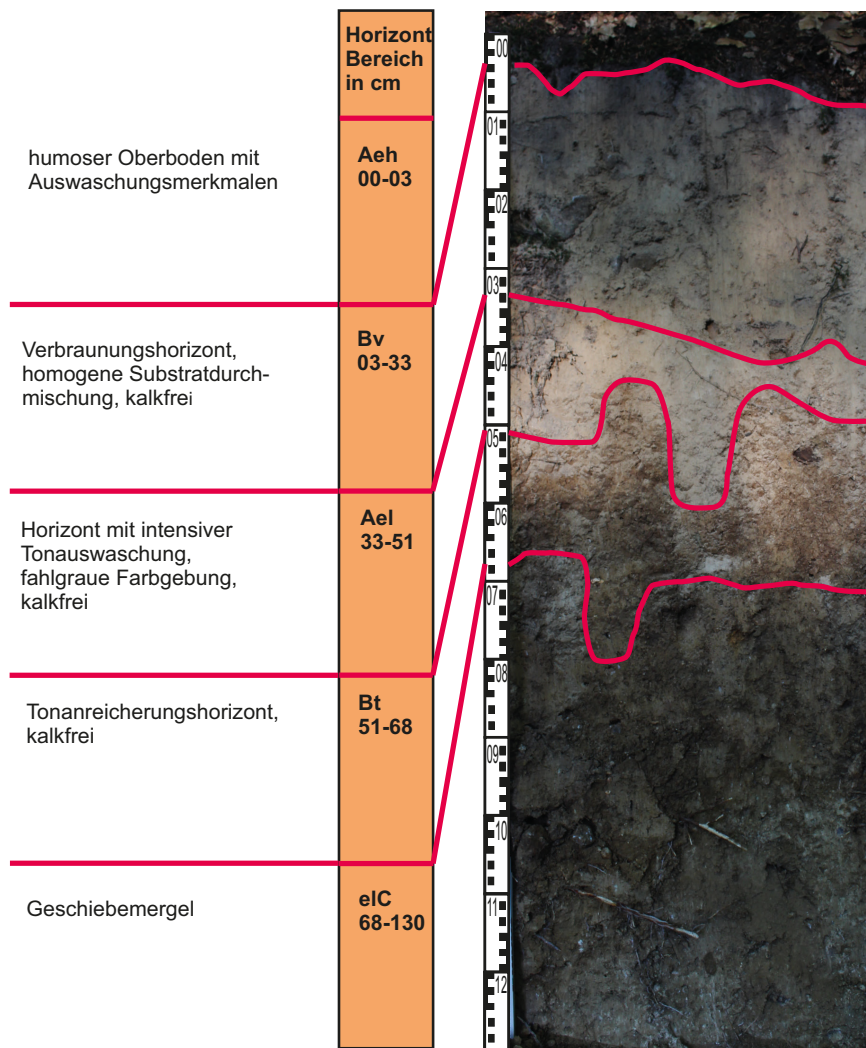 Horizont
Bereich
in cm
humoser Oberboden mit
Auswaschungsmerkmalen
Aeh
00-03
Verbraunungshorizont,
homogene Substratdurch-
mischung, kalkfrei
Bv
03-33
Horizont mit intensiver
Tonauswaschung,
fahlgraue Farbgebung,
kalkfrei
Ael
33-51
Tonanreicherungshorizont,
kalkfrei
Bt
51-68
Geschiebemergel
elC
68-130
00
01
02
03
04
05
06
07
08
09
10
11
12